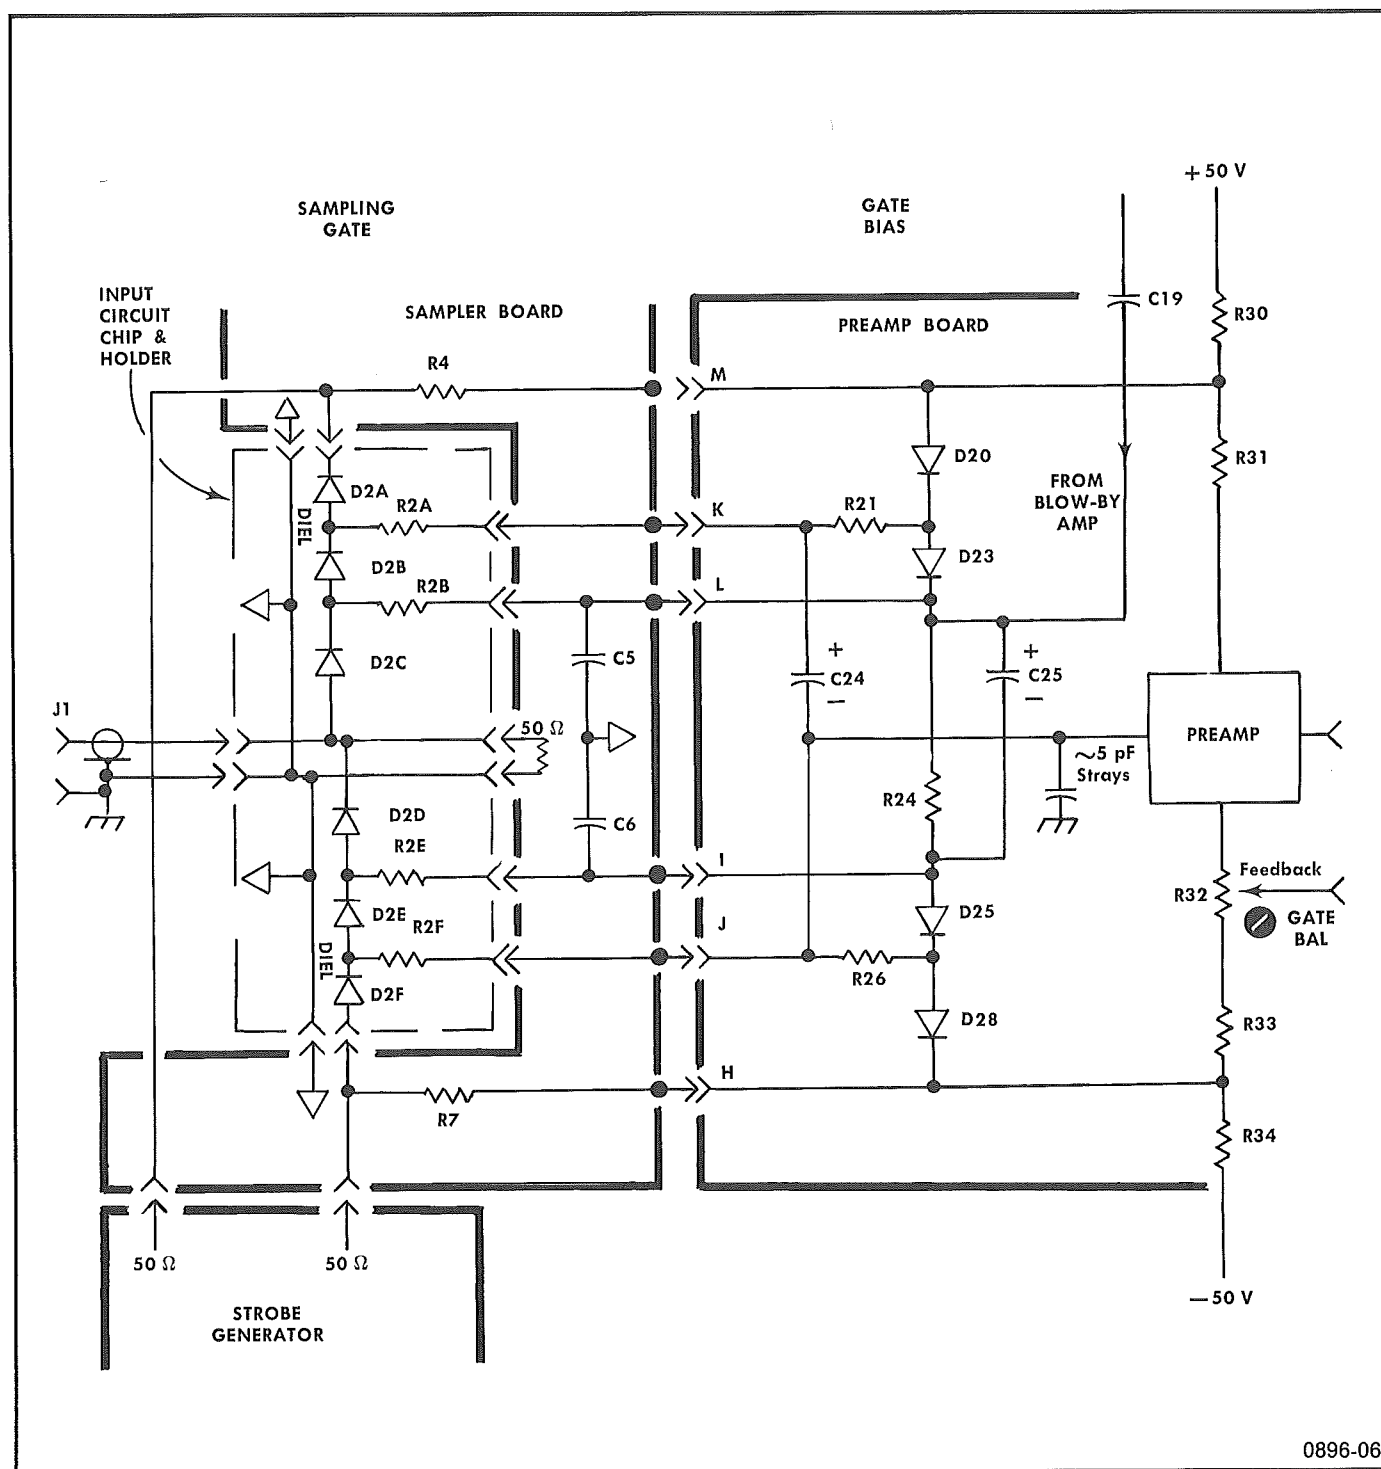 +50 V
SAMPLING
GATE
GATE
BIAS
INPUT
CIRCUIT
CHIP &
HOLDER
SAMPLER BOARD
PREAMP BOARD
C19
R30
R4
M
D20
R31
D2A
R2A
K
R21
FROM
BLOW-BY
AMP
DIEL
D2B
D23
R2B
L
D2C
C5
+
C24
−
+
C25
−
J1
50 Ω
PREAMP
~5 pF
Strays
R24
D2D
C6
R2E
I
Feedback
R32
D2E
R2F
D25
GATE
BAL
J
DIEL
R26
D2F
D28
R33
H
R7
R34
50 Ω
50 Ω
−50 V
STROBE
GENERATOR
0896-06